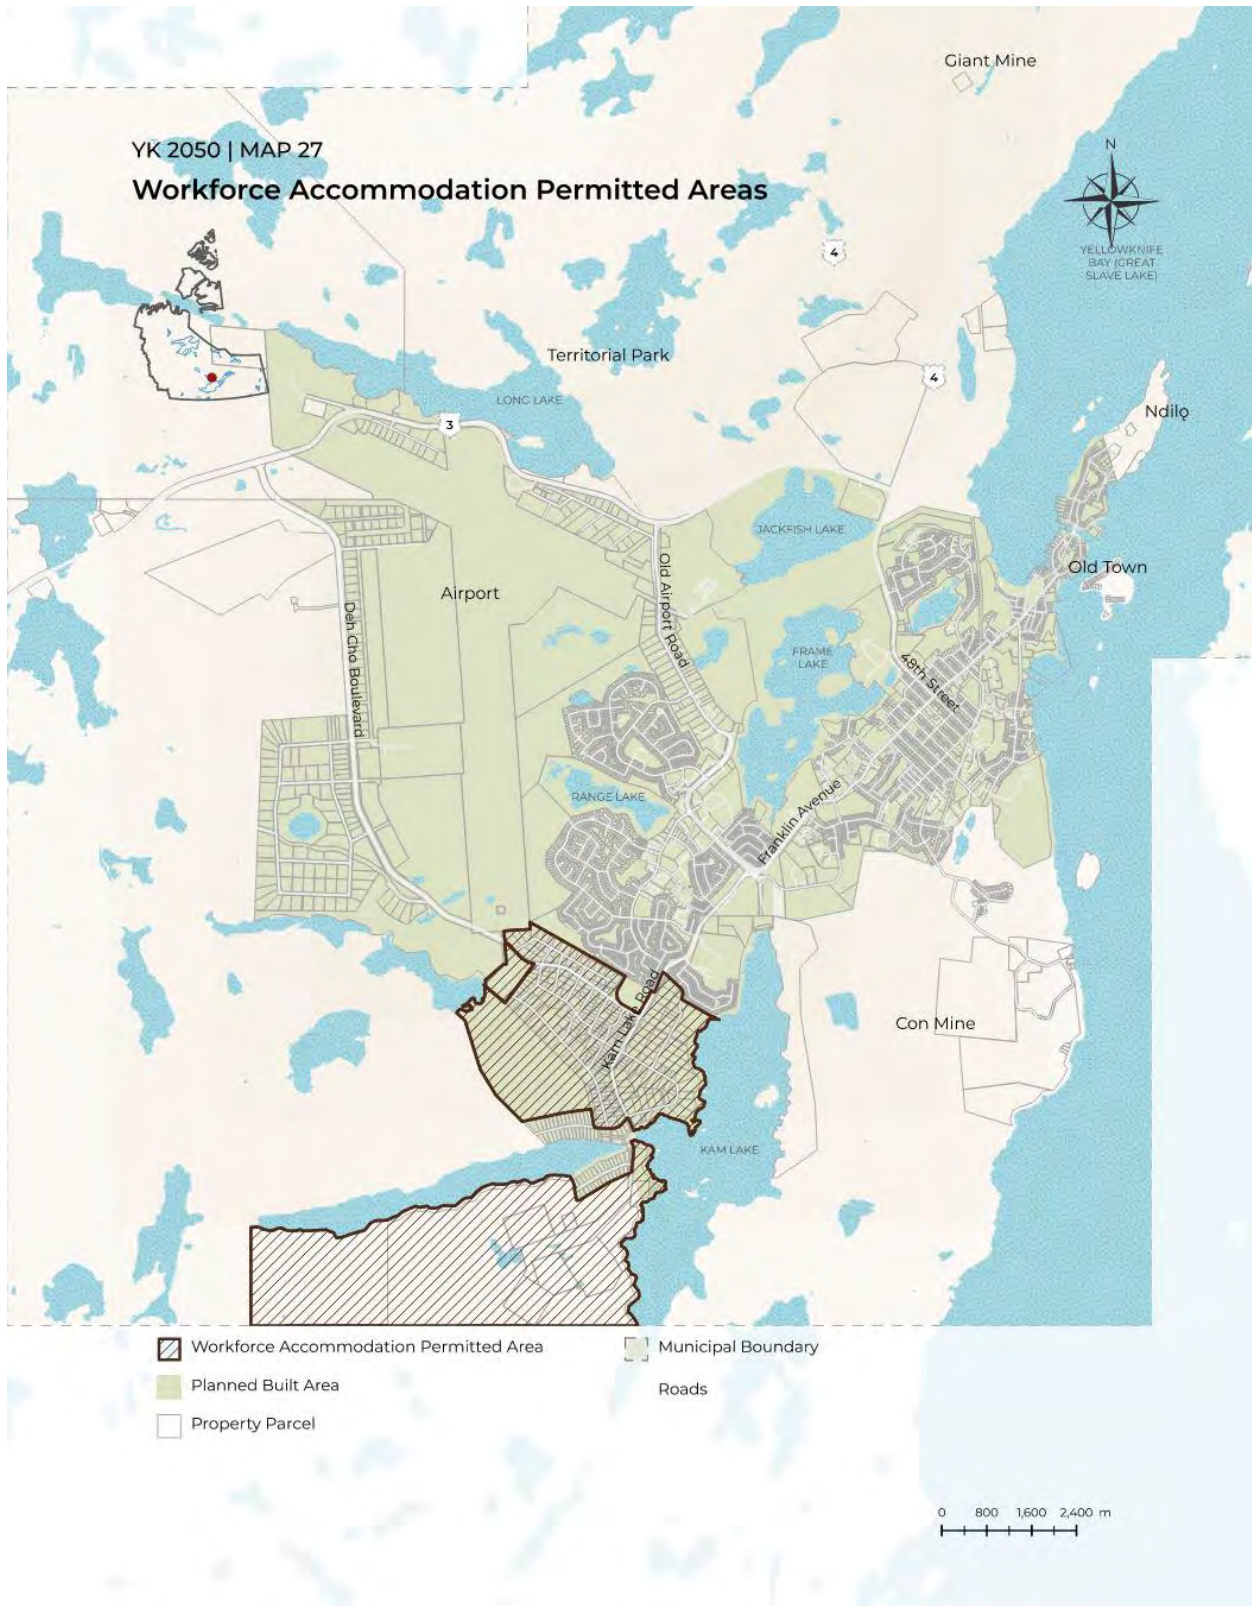 Giant Mine
YK 2050 | MAP 27
N
Workforce Accommodation Permitted Areas
4
YELLOWKNIFE
BAY (GREAT
SLAVE LAKE)
Territorial Park
4
LONG LAKE
3
Ndilǫ
JACKFISH LAKE
Old Town
Airport
Old Airport Road
Deh Cho Boulevard
FRAME
LAKE
48th Street
RANGE LAKE
Franklin Avenue
Kam Lake Road
Con Mine
KAM LAKE
Workforce Accommodation Permitted Area
Municipal Boundary
Planned Built Area
Roads
Property Parcel
0 800 1,600 2,400 m